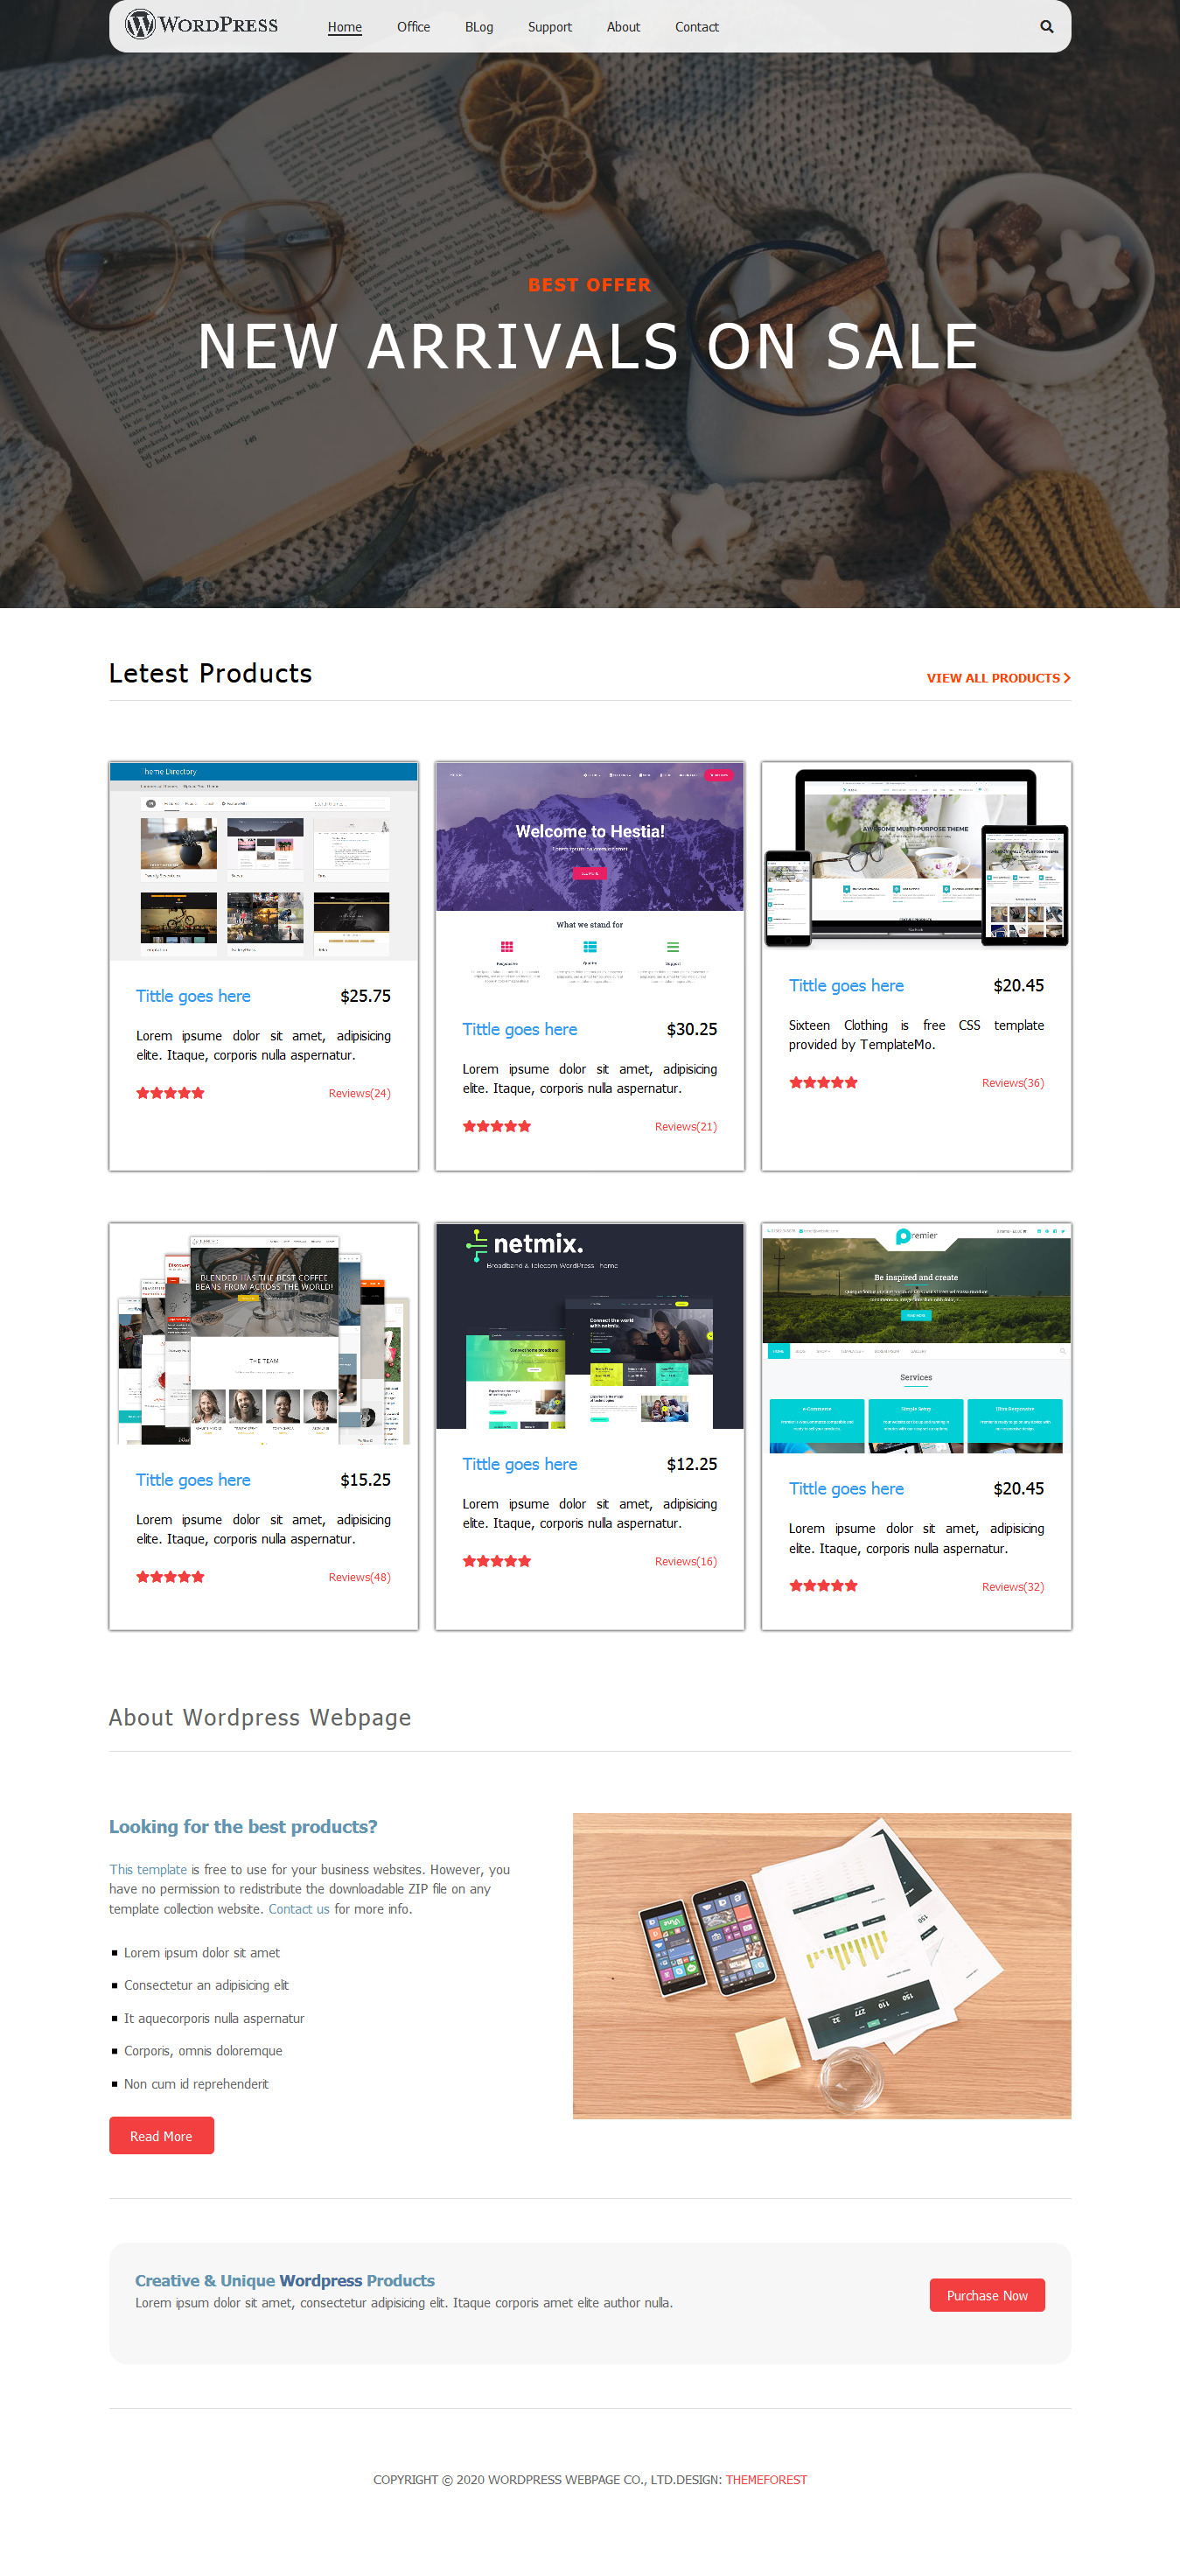 WORDPRESS
Home Office BLog Support About Contact
BEST OFFER
NEW ARRIVALS ON SALE
Letest Products
VIEW ALL PRODUCTS
Theme Directory
Welcome to Hestia!
What we stand for
AWESOME MULTI-PURPOSE THEME
Tittle goes here $25.75
Lorem ipsume dolor sit amet, adipisicing
elite. Itaque, corporis nulla aspernatur.
Reviews(24)
Tittle goes here $30.25
Lorem ipsume dolor sit amet, adipisicing
elite. Itaque, corporis nulla aspernatur.
Reviews(21)
Tittle goes here $20.45
Sixteen Clothing is free CSS template
provided by TemplateMo.
Reviews(36)
BLENDED HAS THE BEST COFFEE
BEANS FROM ACROSS THE WORLD!
THE TEAM
Tittle goes here $15.25
Lorem ipsume dolor sit amet, adipisicing
elite. Itaque, corporis nulla aspernatur.
Reviews(48)
netmix.
Broadband & Telecom WordPress Theme
Connect the world
with netmix.
Tittle goes here $12.25
Lorem ipsume dolor sit amet, adipisicing
elite. Itaque, corporis nulla aspernatur.
Reviews(16)
Premier
Be inspired and create
Services
Tittle goes here $20.45
Lorem ipsume dolor sit amet, adipisicing
elite. Itaque, corporis nulla aspernatur.
Reviews(32)
About Wordpress Webpage
Looking for the best products?
This template is free to use for your business websites. However, you
have no permission to redistribute the downloadable ZIP file on any
template collection website. Contact us for more info.
Lorem ipsum dolor sit amet
Consectetur an adipisicing elit
It aquecorporis nulla aspernatur
Corporis, omnis doloremque
Non cum id reprehenderit
Read More
Creative & Unique Wordpress Products
Lorem ipsum dolor sit amet, consectetur adipisicing elit. Itaque corporis amet elite author nulla.
Purchase Now
COPYRIGHT © 2020 WORDPRESS WEBPAGE CO., LTD.DESIGN: THEMEFOREST